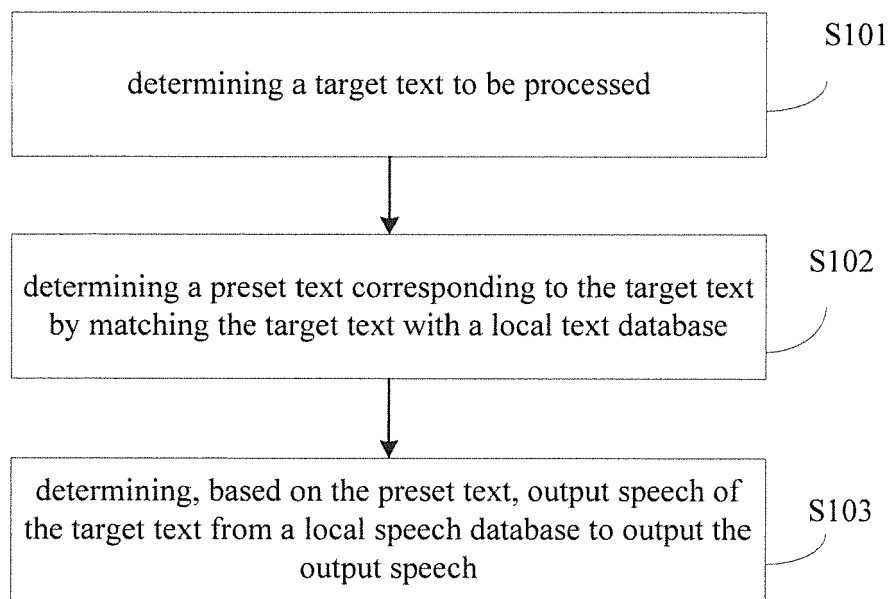 S101
determining a target text to be processed
S102
determining a preset text corresponding to the target text
by matching the target text with a local text database
determining, based on the preset text, output speech of
the target text from a local speech database to output the
output speech
S103